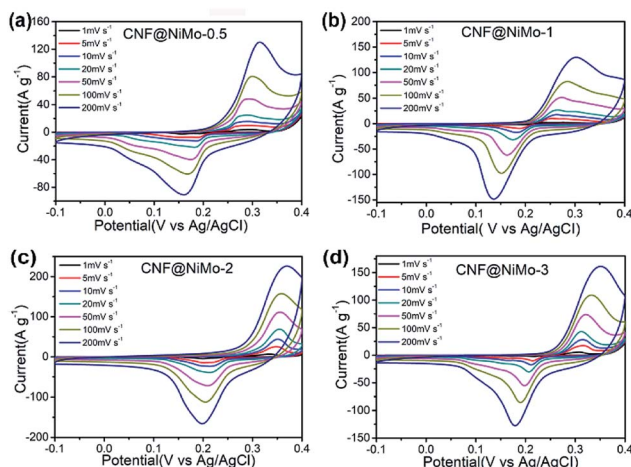 (a)
CNF@NiMo-0.5
1mV s⁻¹
5mV s⁻¹
10mV s⁻¹
20mV s⁻¹
50mV s⁻¹
100mV s⁻¹
200mV s⁻¹
160
120
80
40
0
-40
-80
Current(A g⁻¹)
-0.1 0.0 0.1 0.2 0.3 0.4
Potential(V vs Ag/AgCl)
(b)
CNF@NiMo-1
1mV s⁻¹
5mV s⁻¹
10mV s⁻¹
20mV s⁻¹
50mV s⁻¹
100mV s⁻¹
200mV s⁻¹
200
150
100
50
0
-50
-100
-150
Current(A g⁻¹)
-0.1 0.0 0.1 0.2 0.3 0.4
Potential( V vs Ag/AgCl)
(c)
CNF@NiMo-2
1mV s⁻¹
5mV s⁻¹
10mV s⁻¹
20mV s⁻¹
50mV s⁻¹
100mV s⁻¹
200mV s⁻¹
200
100
0
-100
-200
Current(A g⁻¹)
-0.1 0.0 0.1 0.2 0.3 0.4
Potential(V vs Ag/AgCl)
(d)
CNF@NiMo-3
1mV s⁻¹
5mV s⁻¹
10mV s⁻¹
20mV s⁻¹
50mV s⁻¹
100mV s⁻¹
200mV s⁻¹
150
100
50
0
-50
-100
-150
Current(A g⁻¹)
-0.1 0.0 0.1 0.2 0.3 0.4
Potential(V vs Ag/AgCl)